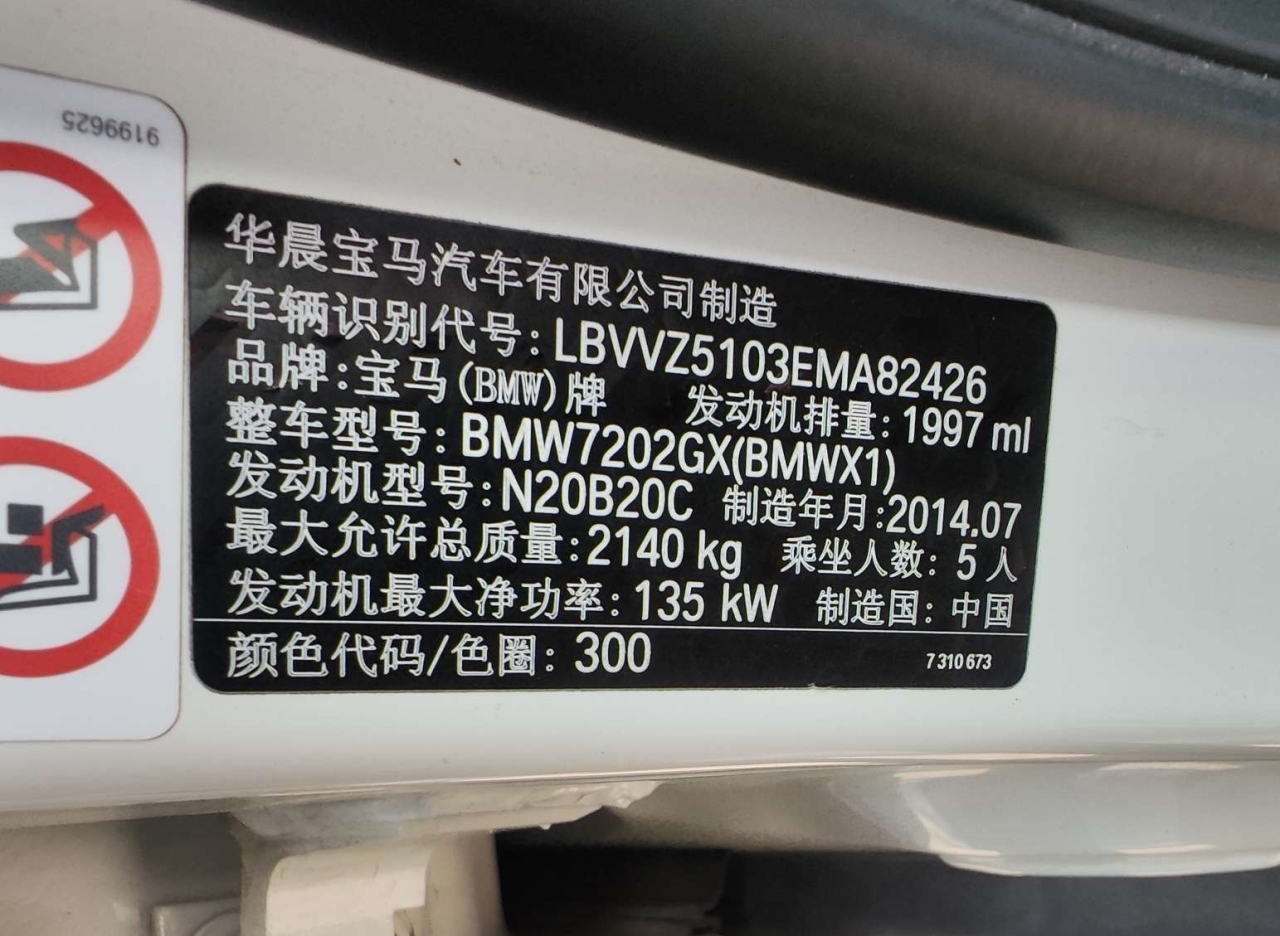 9199625
华晨宝马汽车有限公司制造
车辆识别代号: LBVVZ5103EMA82426
品牌:宝马(BMW)牌 发动机排量: 1997 ml
整车型号: BMW7202GX(BMWX1)
发动机型号: N20B20C 制造年月:2014.07
最大允许总质量:2140 kg 乘坐人数: 5人
发动机最大净功率: 135 kW 制造国: 中国
颜色代码/色圈: 300 7 310 673